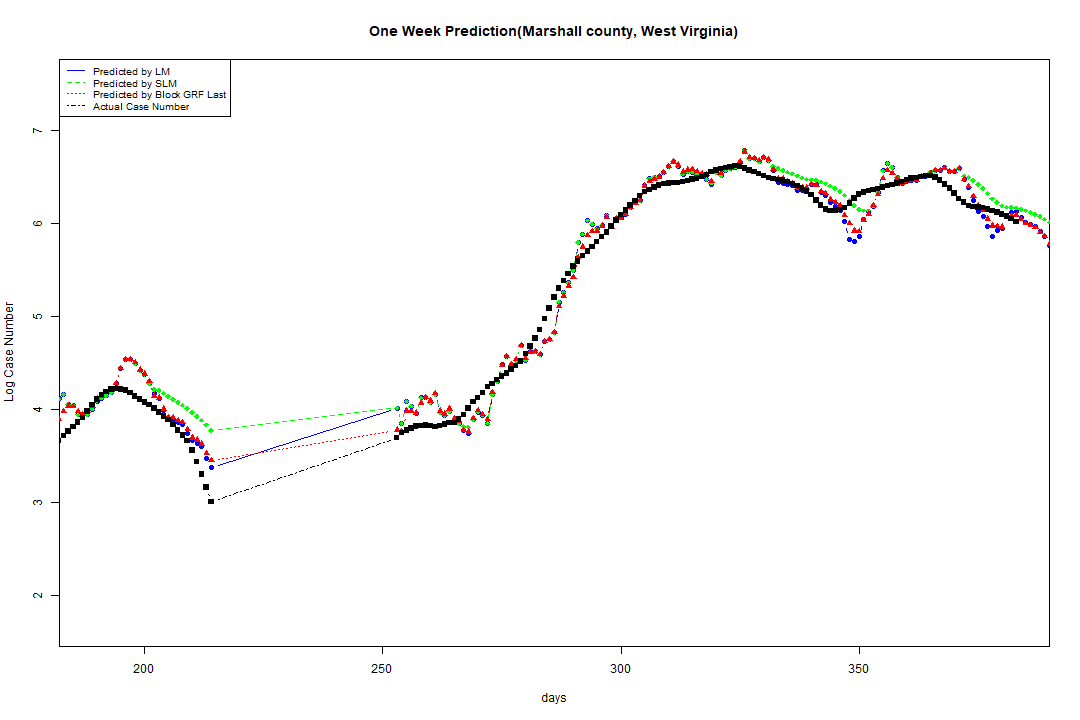 One Week Prediction(Marshall county, West Virginia)
Predicted by LM
Predicted by SLM
Predicted by Block GRF Last
Actual Case Number
Log Case Number
7
6
5
4
3
2
200 250 300 350
days